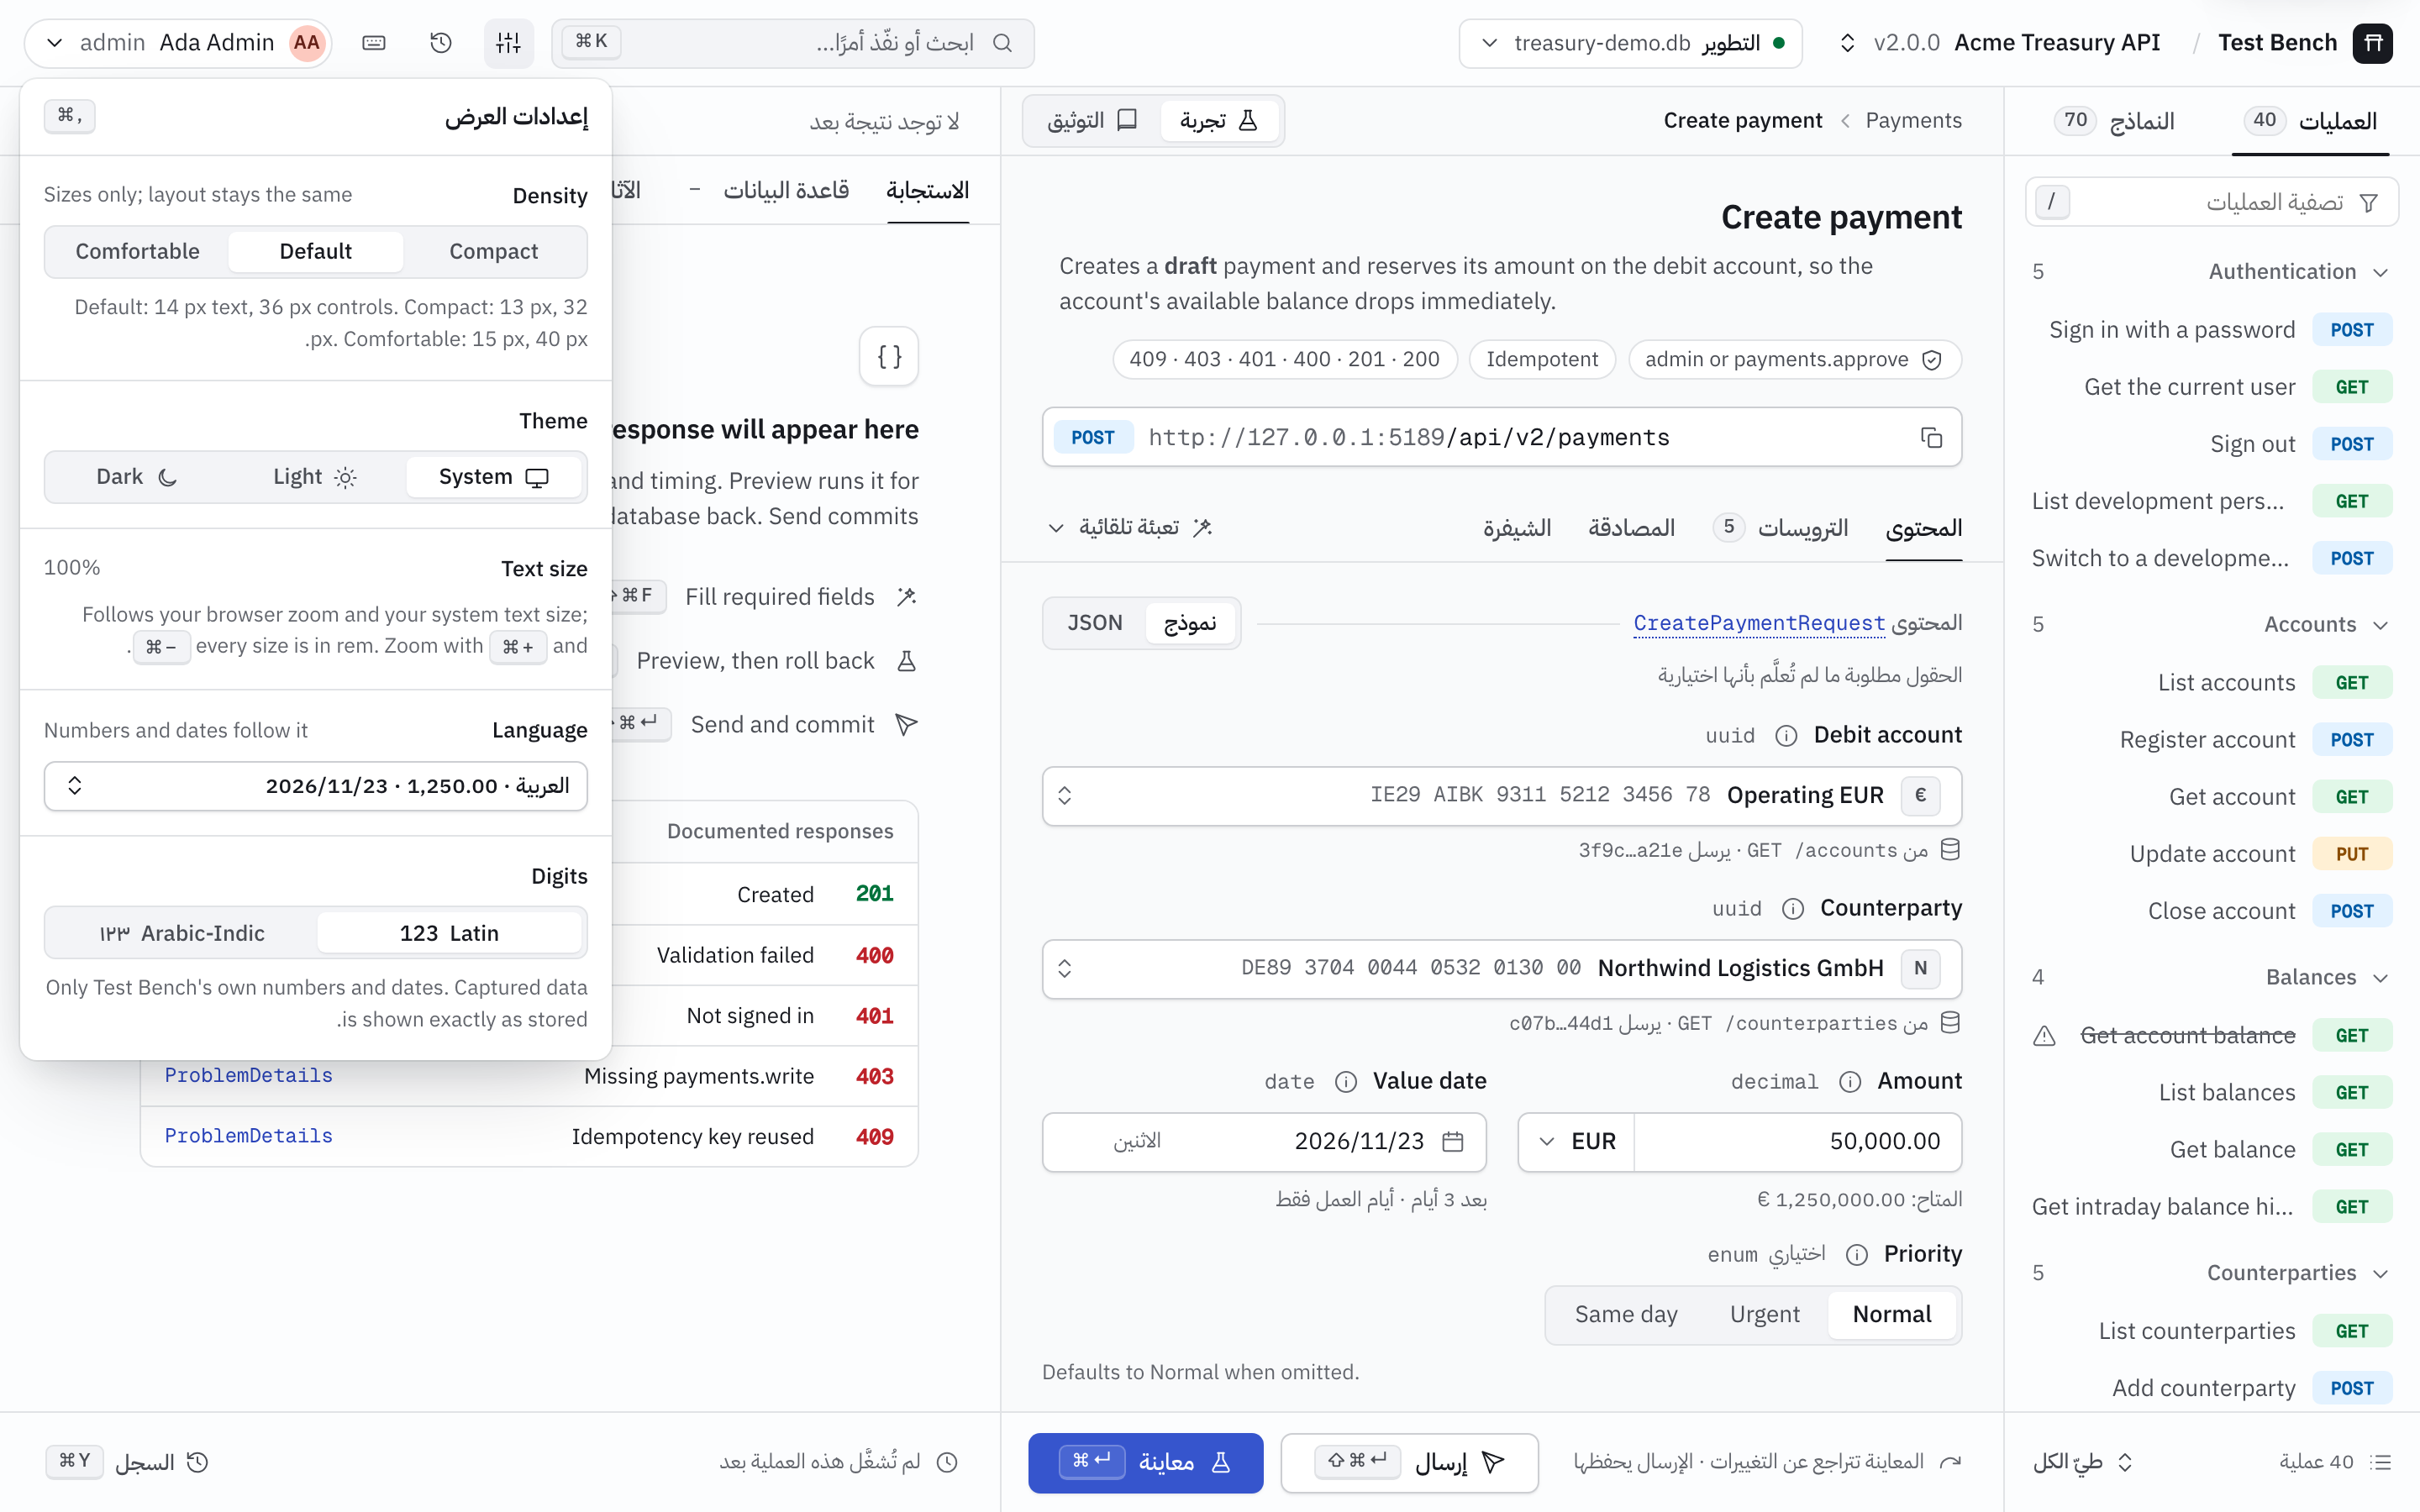 Test Bench / Acme Treasury API v2.0.0
التطوير treasury-demo.db
ابحث أو نفّذ أمرًا... ⌘K
AA Ada Admin admin
العمليات 40
النماذج 70
تصفية العمليات /
Authentication 5
POST Sign in with a password
GET Get the current user
POST Sign out
GET List development pers...
POST Switch to a developme...
Accounts 5
GET List accounts
POST Register account
GET Get account
PUT Update account
POST Close account
Balances 4
GET Get account balance
GET List balances
GET Get balance
GET Get intraday balance hi...
Counterparties 5
GET List counterparties
POST Add counterparty
40 عملية
طيّ الكل
Payments Create payment
تجربة
التوثيق
Create payment
Creates a draft payment and reserves its amount on the debit account, so the
account's available balance drops immediately.
admin or payments.approve
Idempotent
409 · 403 · 401 · 400 · 201 · 200
POST http://127.0.0.1:5189/api/v2/payments
المحتوى
الترويسات 5
المصادقة
الشيفرة
تعبئة تلقائية
المحتوى CreatePaymentRequest
نموذج
JSON
الحقول مطلوبة ما لم تُعلَّم بأنها اختيارية
Debit account uuid
€ Operating EUR IE29 AIBK 9311 5212 3456 78
من GET /accounts · يرسل 3f9c…a21e
Counterparty uuid
N Northwind Logistics GmbH DE89 3704 0044 0532 0130 00
من GET /counterparties · يرسل c07b…44d1
Amount decimal
50,000.00 EUR
المتاح: 1,250,000.00 €
Value date date
2026/11/23 الاثنين
بعد 3 أيام · أيام العمل فقط
Priority اختياري enum
Normal
Urgent
Same day
Defaults to Normal when omitted.
المعاينة تتراجع عن التغييرات · الإرسال يحفظها
إرسال ⇧⌘↵
معاينة ⌘↵
لا توجد نتيجة بعد
الاستجابة
قاعدة البيانات –
{ }
response will appear here
and timing. Preview runs it for
database back. Send commits
Fill required fields ⌘F
Preview, then roll back
Send and commit ⌘↵
Documented responses
201 Created
400 Validation failed
401 Not signed in
403 Missing payments.write ProblemDetails
409 Idempotency key reused ProblemDetails
لم تُشغَّل هذه العملية بعد
السجل ⌘Y
إعدادات العرض ⌘,
Density Sizes only; layout stays the same
Compact
Default
Comfortable
Default: 14 px text, 36 px controls. Compact: 13 px, 32
px. Comfortable: 15 px, 40 px.
Theme
System
Light
Dark
Text size 100%
Follows your browser zoom and your system text size;
every size is in rem. Zoom with ⌘+ and ⌘−.
Language Numbers and dates follow it
العربية · 1,250.00 · 2026/11/23
Digits
123 Latin
١٢٣ Arabic-Indic
Only Test Bench's own numbers and dates. Captured data
is shown exactly as stored.